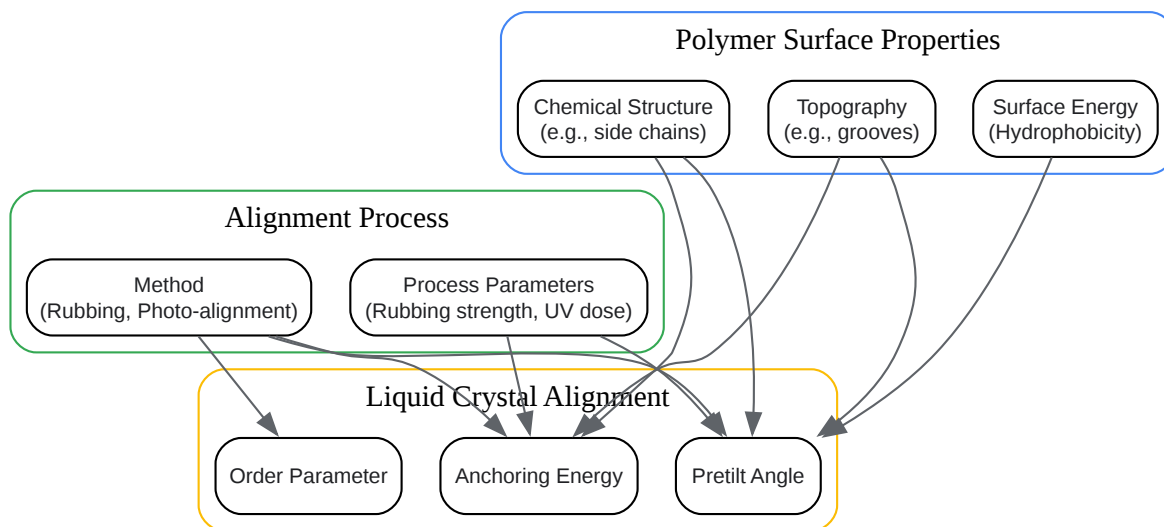 Polymer Surface Properties
Chemical Structure
(e.g., side chains)
Topography
(e.g., grooves)
Surface Energy
(Hydrophobicity)
Alignment Process
Method
(Rubbing, Photo-alignment)
Process Parameters
(Rubbing strength, UV dose)
Liquid Crystal Alignment
Order Parameter
Anchoring Energy
Pretilt Angle